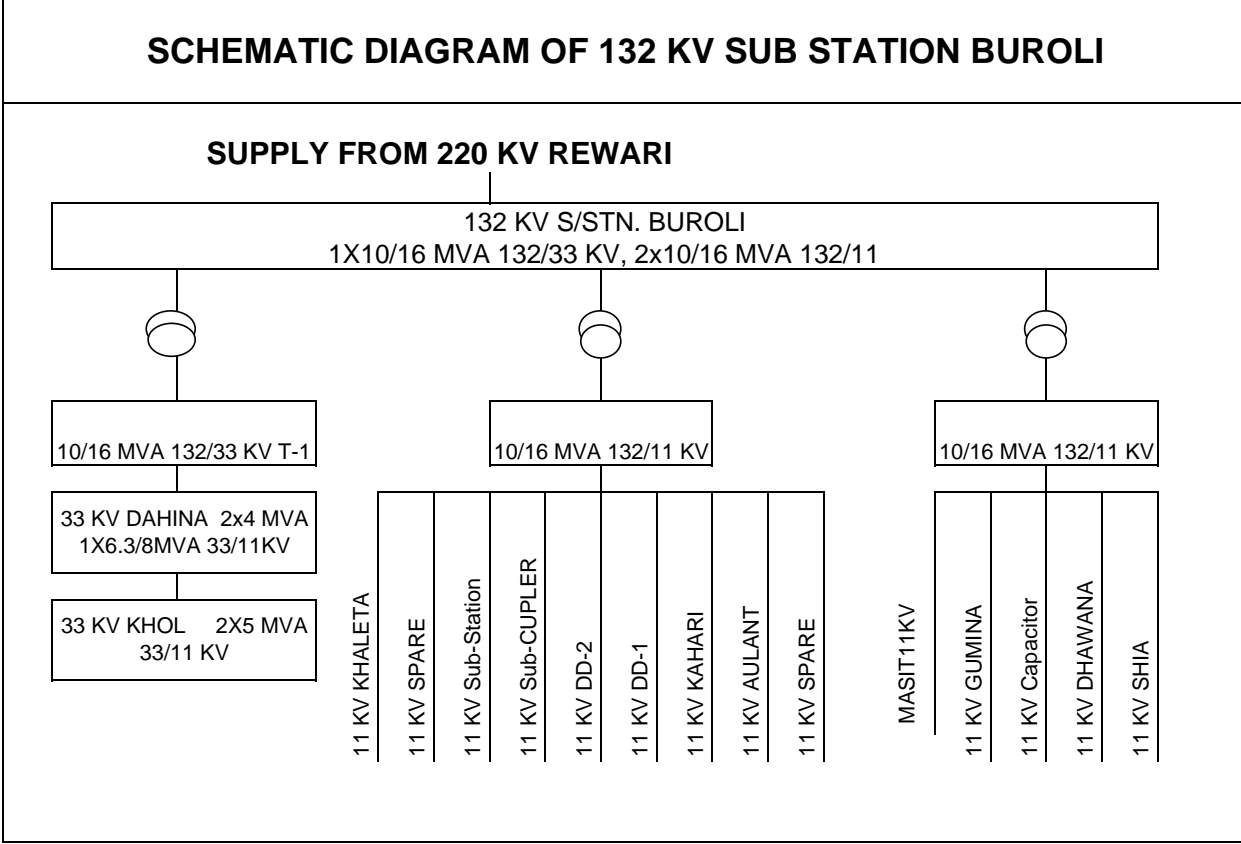 SCHEMATIC DIAGRAM OF 132 KV SUB STATION BUROLI
SUPPLY FROM 220 KV REWARI
132 KV S/STN. BUROLI
1X10/16 MVA 132/33 KV, 2x10/16 MVA 132/11
10/16 MVA 132/33 KV T-1
10/16 MVA 132/11 KV
10/16 MVA 132/11 KV
33 KV DAHINA 2x4 MVA
1X6.3/8MVA 33/11KV
33 KV KHOL 2X5 MVA
33/11 KV
11 KV KHALETA
11 KV SPARE
11 KV Sub-Station
11 KV Sub-CUPLER
11 KV DD-2
11 KV DD-1
11 KV KAHARI
11 KV AULANT
11 KV SPARE
MASIT11KV
11 KV GUMINA
11 KV Capacitor
11 KV DHAWANA
11 KV SHIA